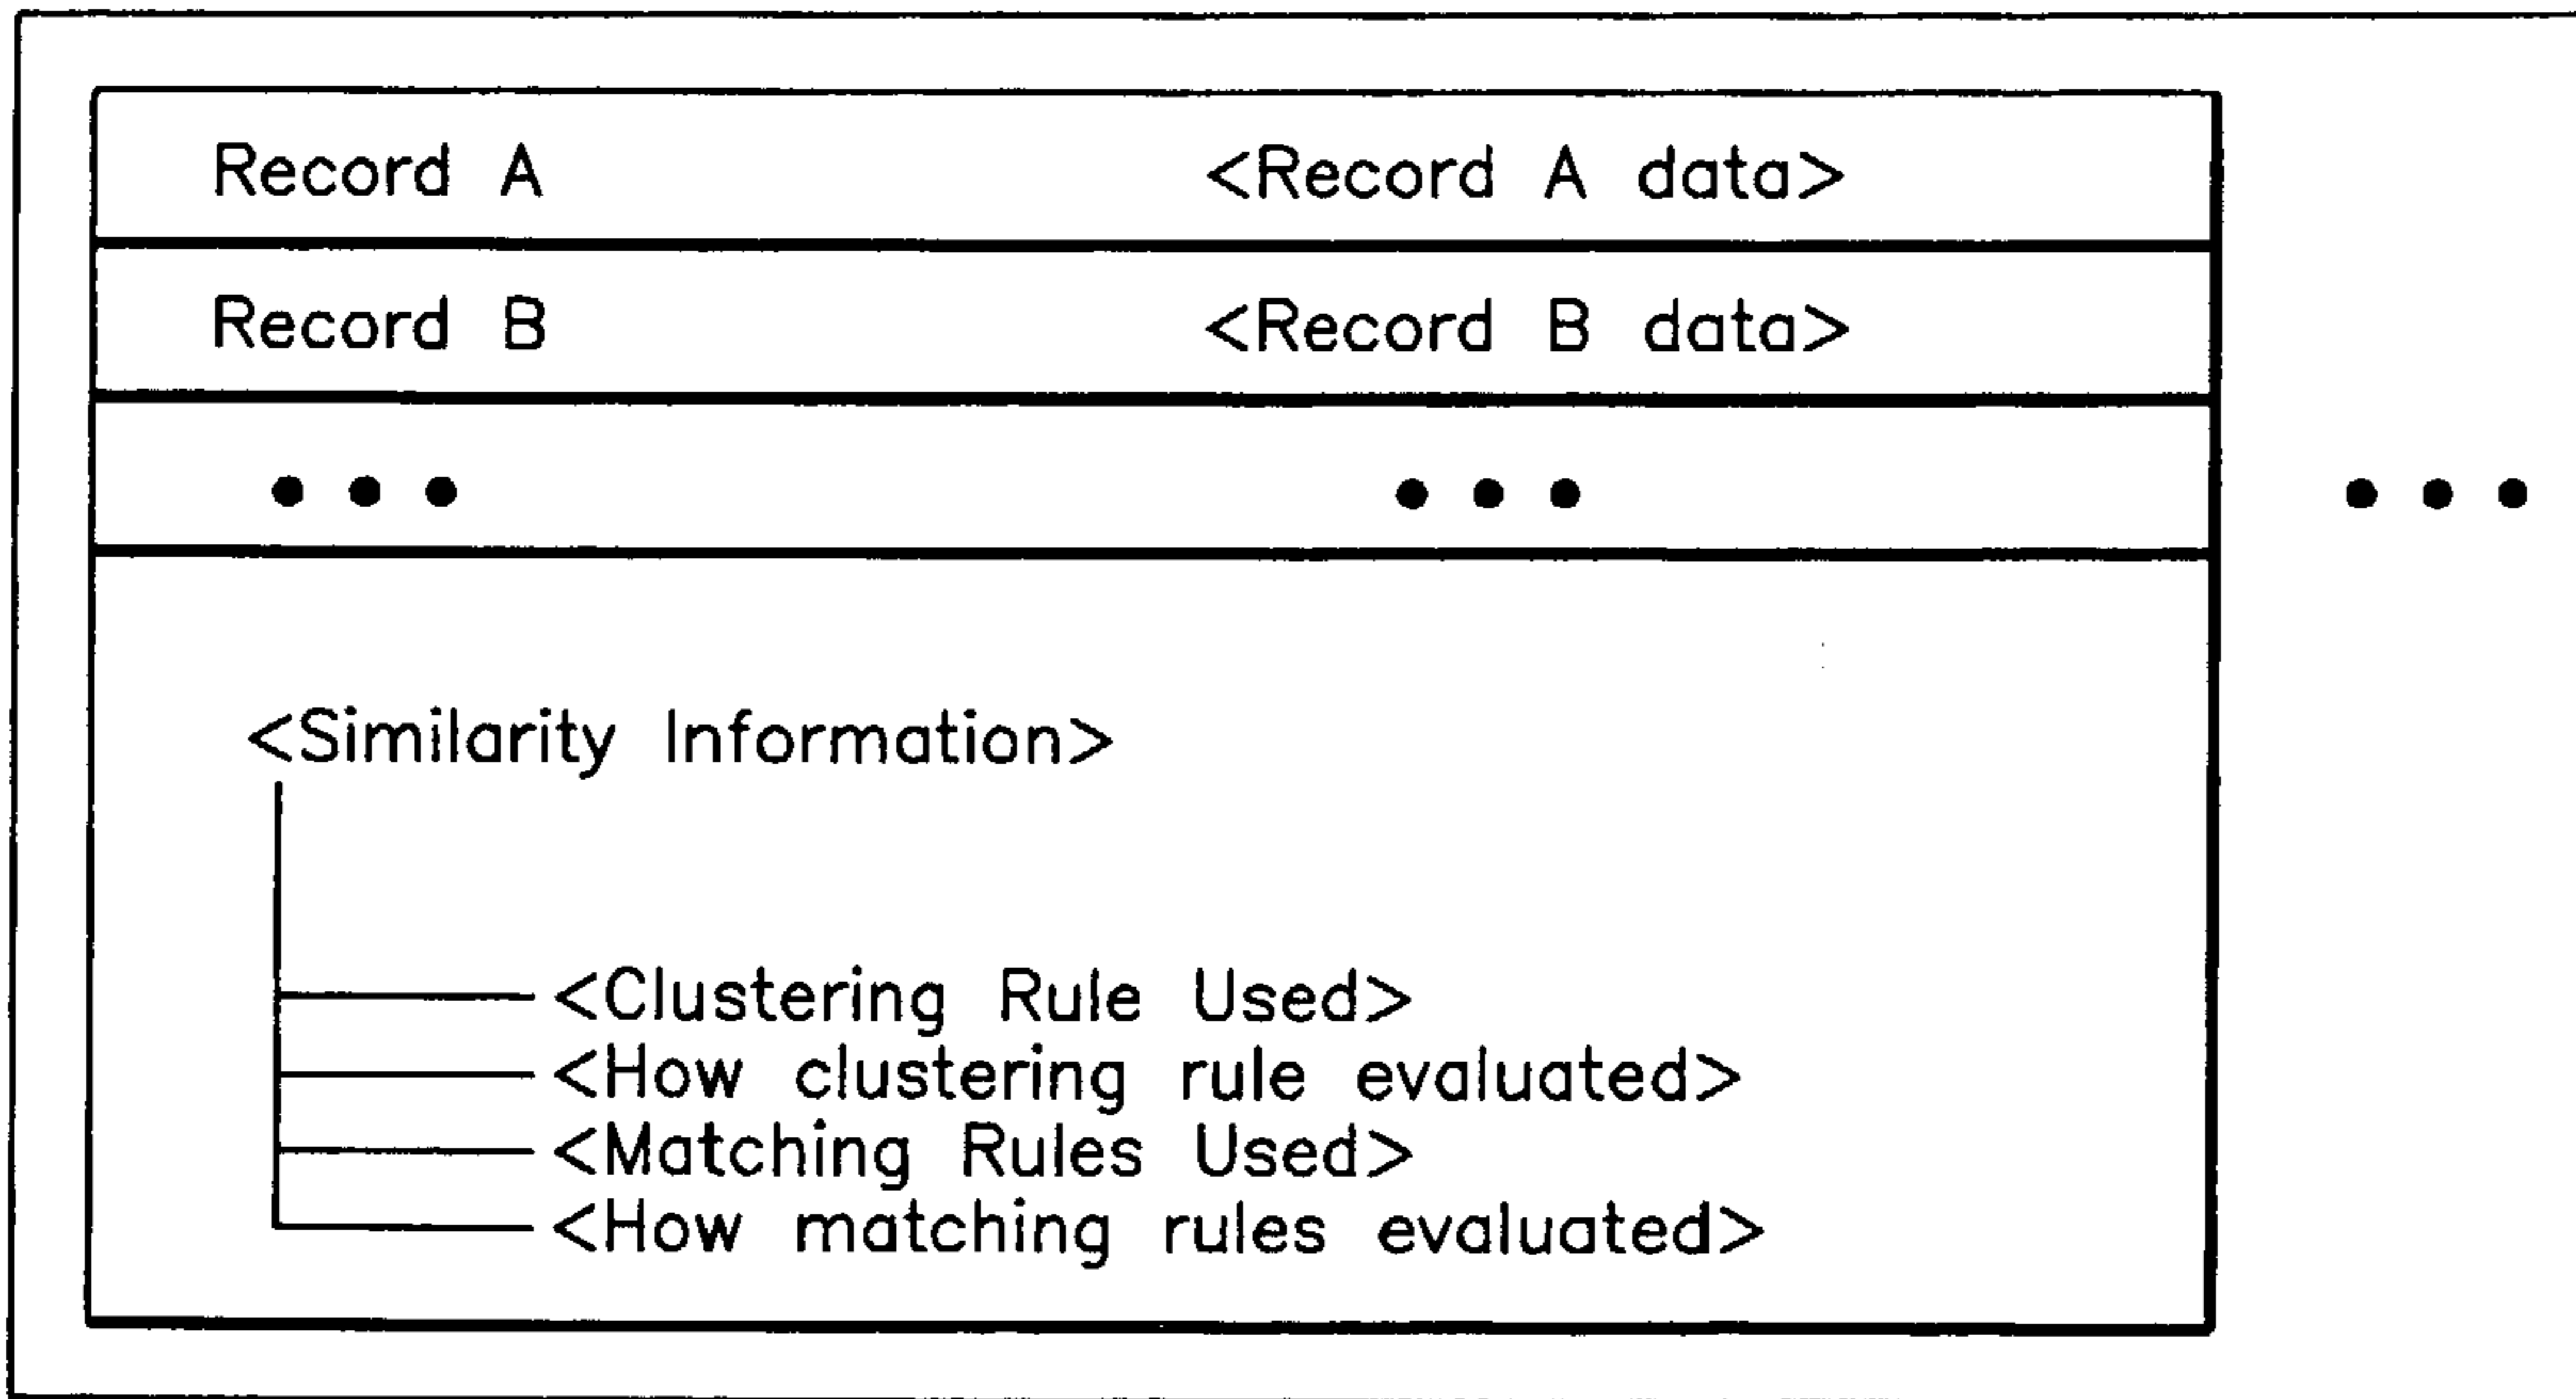 Record A <Record A data>
Record B <Record B data>
• • • • • • • • •
<Similarity Information>
<Clustering Rule Used>
<How clustering rule evaluated>
<Matching Rules Used>
<How matching rules evaluated>